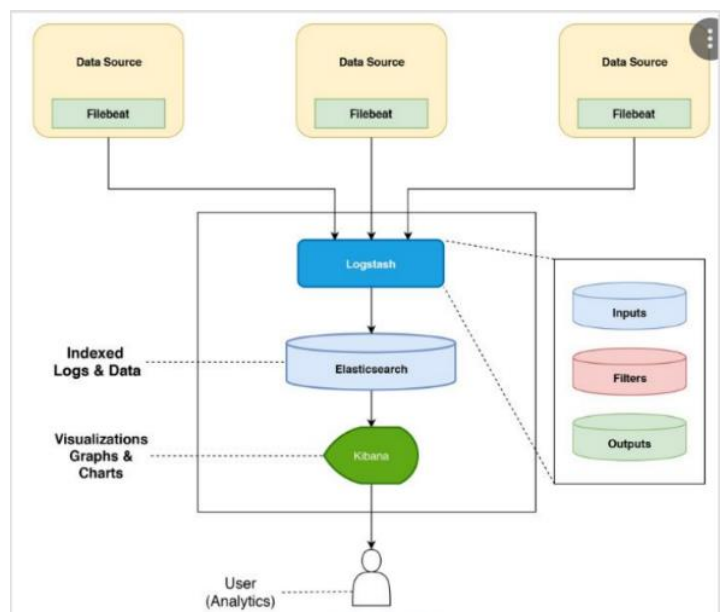 Data Source
Filebeat
Data Source
Filebeat
Data Source
Filebeat
Logstash
Inputs
Filters
Outputs
Indexed
Logs & Data
Elasticsearch
Visualizations
Graphs &
Charts
Kibana
User
(Analytics)